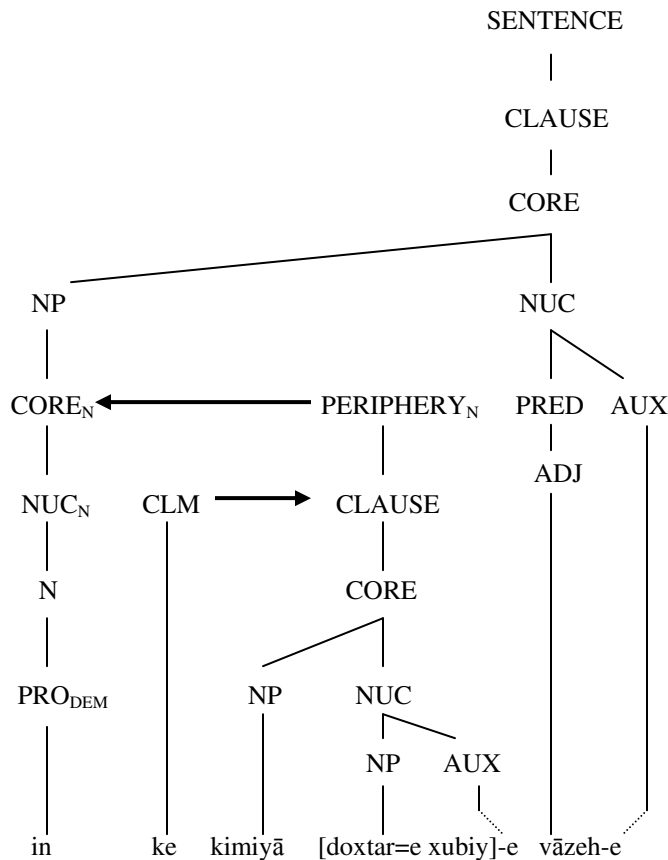 SENTENCE
CLAUSE
CORE
NP NUC
CORE_N PERIPHERY_N PRED AUX
ADJ
NUC_N CLM CLAUSE
N CORE
PRO_DEM NP NUC
NP AUX
in ke kimiyā [doxtar=e xubiy]-e vāzeh-e